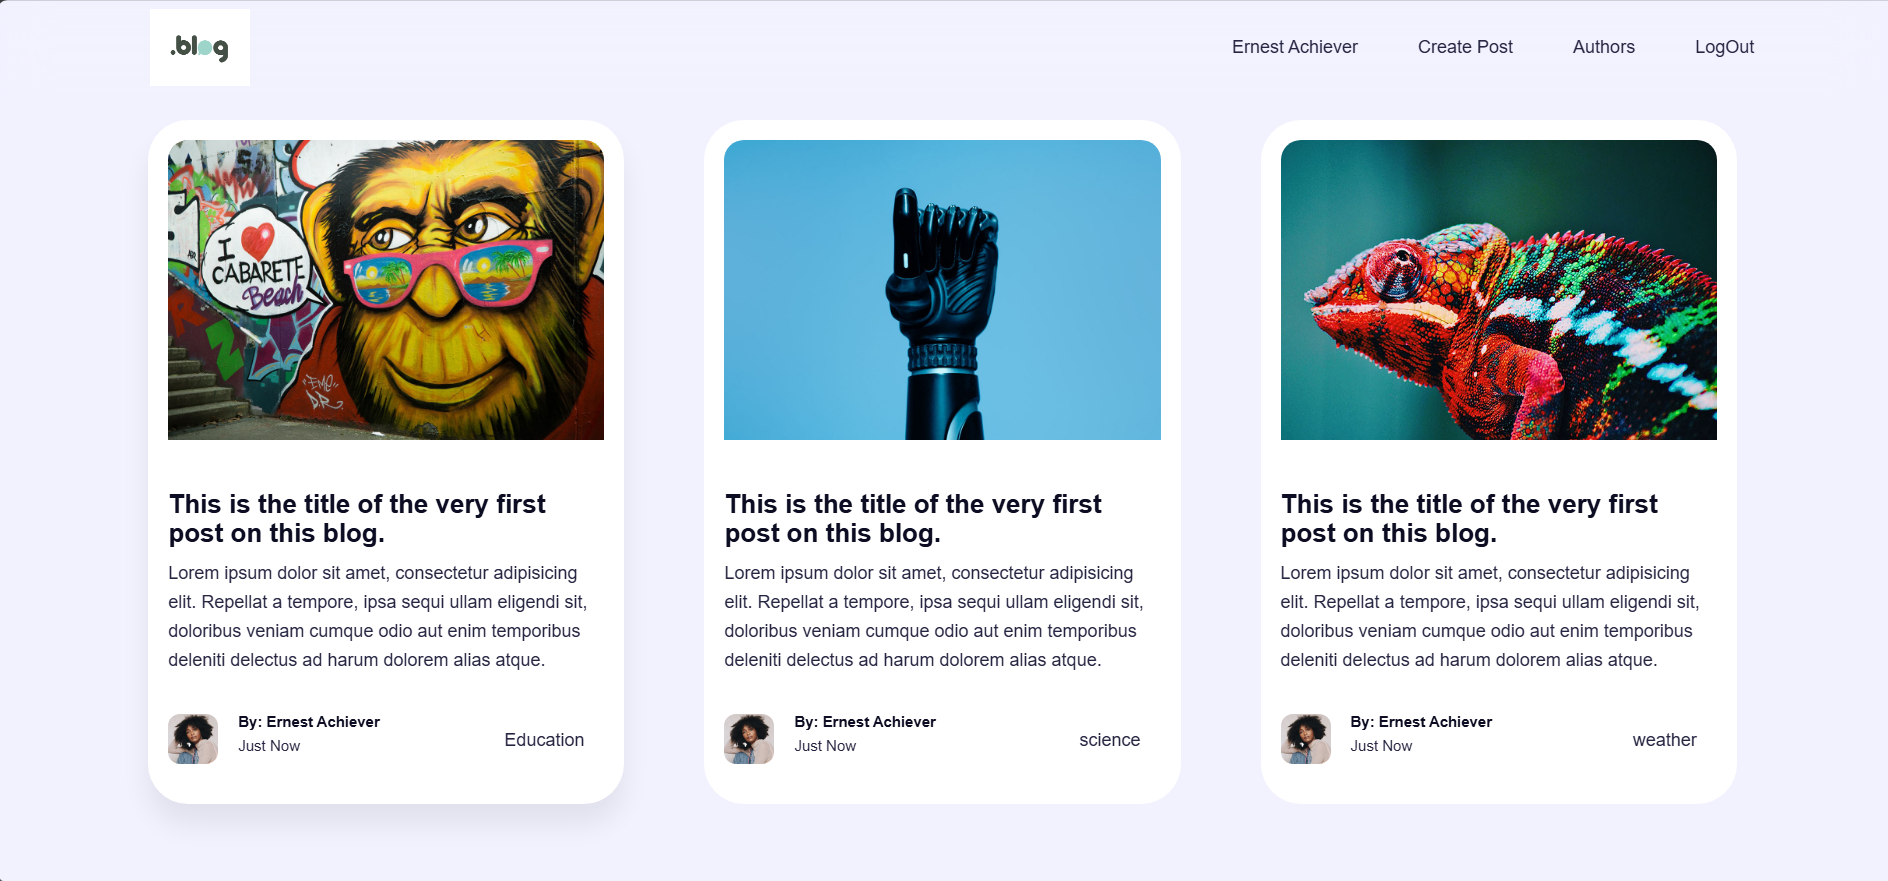 .blog
Ernest Achiever Create Post Authors LogOut
I ❤
CABARETE
Beach
"EMC"
D.R.
This is the title of the very first
post on this blog.
Lorem ipsum dolor sit amet, consectetur adipisicing
elit. Repellat a tempore, ipsa sequi ullam eligendi sit,
doloribus veniam cumque odio aut enim temporibus
deleniti delectus ad harum dolorem alias atque.
By: Ernest Achiever
Just Now
Education
This is the title of the very first
post on this blog.
Lorem ipsum dolor sit amet, consectetur adipisicing
elit. Repellat a tempore, ipsa sequi ullam eligendi sit,
doloribus veniam cumque odio aut enim temporibus
deleniti delectus ad harum dolorem alias atque.
By: Ernest Achiever
Just Now
science
This is the title of the very first
post on this blog.
Lorem ipsum dolor sit amet, consectetur adipisicing
elit. Repellat a tempore, ipsa sequi ullam eligendi sit,
doloribus veniam cumque odio aut enim temporibus
deleniti delectus ad harum dolorem alias atque.
By: Ernest Achiever
Just Now
weather